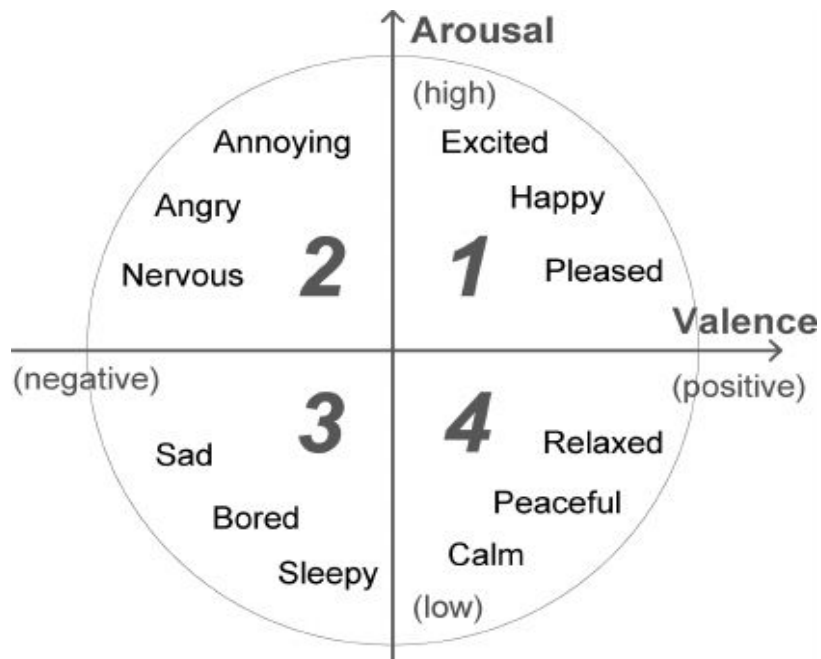 Arousal
(high)
Annoying
Excited
Angry
Happy
Nervous
2
1
Pleased
Valence
(negative)
(positive)
3
4
Sad
Relaxed
Bored
Peaceful
Sleepy
Calm
(low)